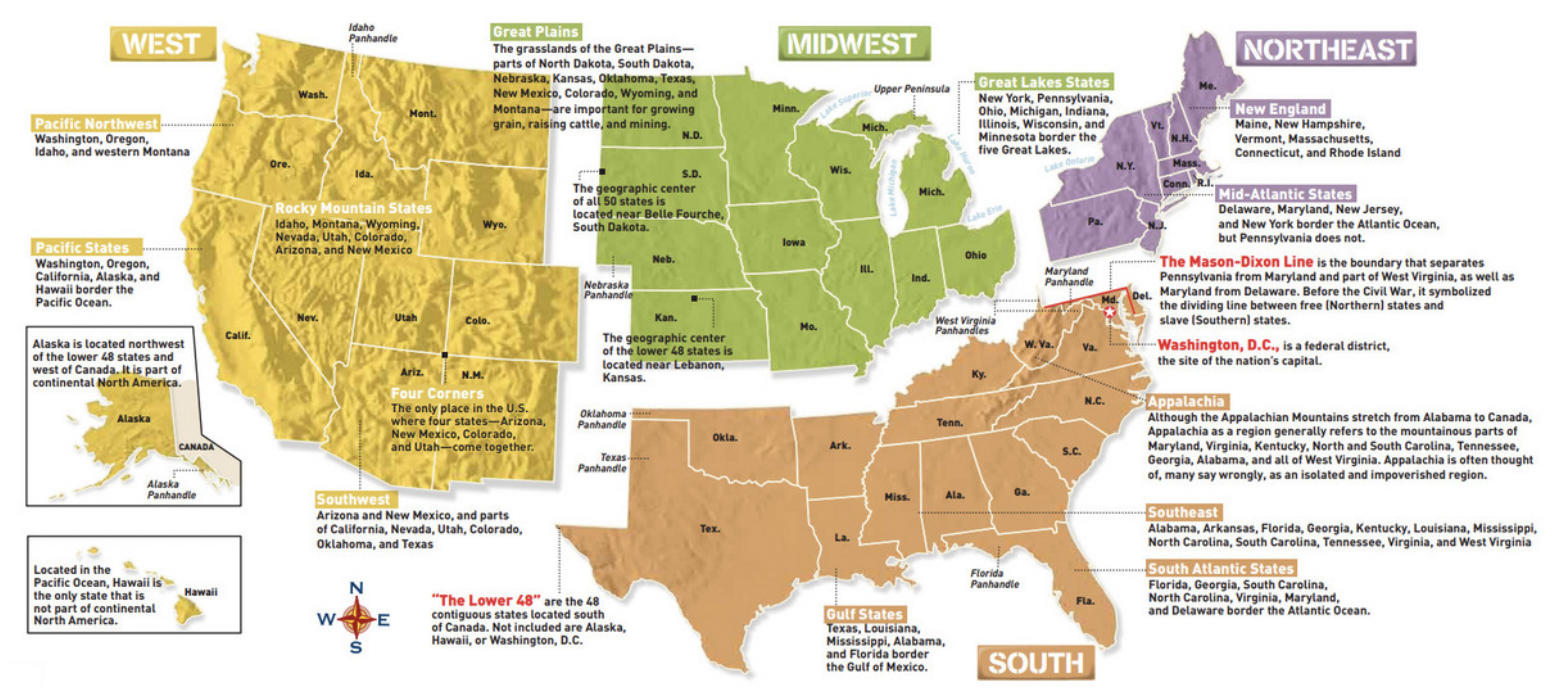 WEST
Idaho
Panhandle
Great Plains
The grasslands of the Great Plains—
parts of North Dakota, South Dakota,
Nebraska, Kansas, Oklahoma, Texas,
New Mexico, Colorado, Wyoming, and
Montana—are important for growing
grain, raising cattle, and mining.
MIDWEST
NORTHEAST
Pacific Northwest
Washington, Oregon,
Idaho, and western Montana
Wash.
Mont.
Ore.
Ida.
Wyo.
Rocky Mountain States
Idaho, Montana, Wyoming,
Nevada, Utah, Colorado,
Arizona, and New Mexico
Pacific States
Washington, Oregon,
California, Alaska, and
Hawaii border the
Pacific Ocean.
Nev.
Utah
Colo.
Calif.
Ariz.
N.M.
Four Corners
The only place in the U.S.
where four states—Arizona,
New Mexico, Colorado,
and Utah—come together.
Alaska is located northwest
of the lower 48 states and
west of Canada. It is part of
continental North America.
Alaska
CANADA
Alaska
Panhandle
Southwest
Arizona and New Mexico, and parts
of California, Nevada, Utah, Colorado,
Oklahoma, and Texas
Located in the
Pacific Ocean, Hawaii is
the only state that is
not part of continental
North America.
Hawaii
N
W E
S
"The Lower 48" are the 48
contiguous states located south
of Canada. Not included are Alaska,
Hawaii, or Washington, D.C.
N.D.
S.D.
The geographic center
of all 50 states is
located near Belle Fourche,
South Dakota.
Neb.
Nebraska
Panhandle
Kan.
The geographic center
of the lower 48 states is
located near Lebanon,
Kansas.
Minn.
Iowa
Mo.
Wis.
Ill.
Ind.
Ohio
Mich.
Mich.
Lake Superior
Upper Peninsula
Lake Michigan
Lake Huron
Lake Erie
Lake Ontario
Great Lakes States
New York, Pennsylvania,
Ohio, Michigan, Indiana,
Illinois, Wisconsin, and
Minnesota border the
five Great Lakes.
Me.
Vt.
N.H.
N.Y.
Mass.
Conn.
R.I.
Pa.
N.J.
New England
Maine, New Hampshire,
Vermont, Massachusetts,
Connecticut, and Rhode Island
Mid-Atlantic States
Delaware, Maryland, New Jersey,
and New York border the Atlantic Ocean,
but Pennsylvania does not.
Maryland
Panhandle
West Virginia
Panhandles
Md.
Del.
The Mason-Dixon Line is the boundary that separates
Pennsylvania from Maryland and part of West Virginia, as well as
Maryland from Delaware. Before the Civil War, it symbolized
the dividing line between free (Northern) states and
slave (Southern) states.
Washington, D.C., is a federal district,
the site of the nation's capital.
W. Va.
Va.
Ky.
N.C.
Tenn.
S.C.
Oklahoma
Panhandle
Okla.
Ark.
Texas
Panhandle
Tex.
Miss.
Ala.
Ga.
La.
Florida
Panhandle
Fla.
Appalachia
Although the Appalachian Mountains stretch from Alabama to Canada,
Appalachia as a region generally refers to the mountainous parts of
Maryland, Virginia, Kentucky, North and South Carolina, Tennessee,
Georgia, Alabama, and all of West Virginia. Appalachia is often thought
of, many say wrongly, as an isolated and impoverished region.
Southeast
Alabama, Arkansas, Florida, Georgia, Kentucky, Louisiana, Mississippi,
North Carolina, South Carolina, Tennessee, Virginia, and West Virginia
South Atlantic States
Florida, Georgia, South Carolina,
North Carolina, Virginia, Maryland,
and Delaware border the Atlantic Ocean.
Gulf States
Texas, Louisiana,
Mississippi, Alabama,
and Florida border
the Gulf of Mexico.
SOUTH